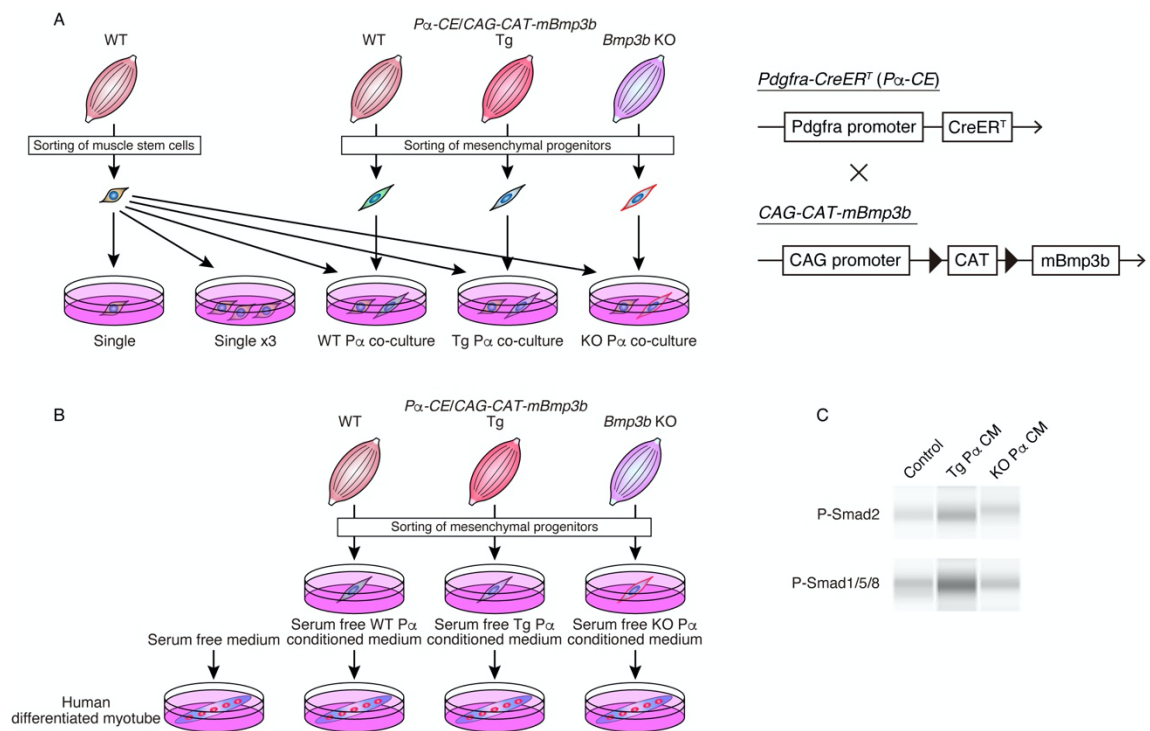 A
WT
Pα-CE/CAG-CAT-mBmp3b
WT
Tg
Bmp3b KO
Sorting of muscle stem cells
Sorting of mesenchymal progenitors
Single
Single x3
WT Pα co-culture
Tg Pα co-culture
KO Pα co-culture
Pdgfra-CreERᵀ (Pα-CE)
Pdgfra promoter
CreERᵀ
×
CAG-CAT-mBmp3b
CAG promoter
CAT
mBmp3b
B
Pα-CE/CAG-CAT-mBmp3b
WT
Tg
Bmp3b KO
Sorting of mesenchymal progenitors
Serum free medium
Serum free WT Pα
conditioned medium
Serum free Tg Pα
conditioned medium
Serum free KO Pα
conditioned medium
Human
differentiated myotube
C
Control
Tg Pα CM
KO Pα CM
P-Smad2
P-Smad1/5/8